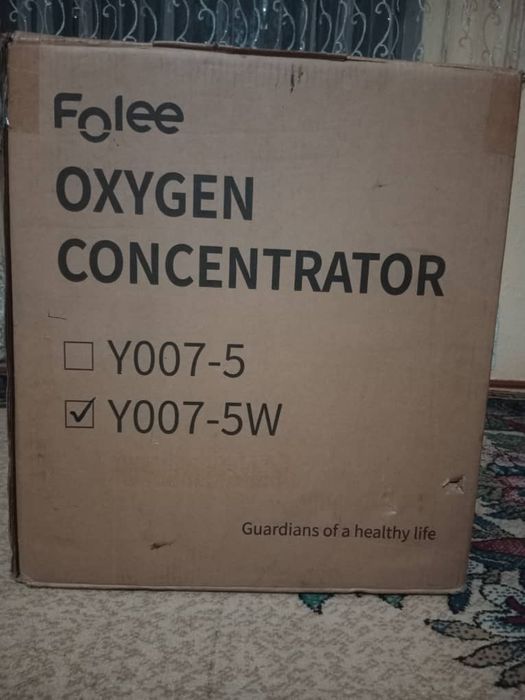 Folee
OXYGEN
CONCENTRATOR
☐ Y007-5
☑ Y007-5W
Guardians of a healthy life